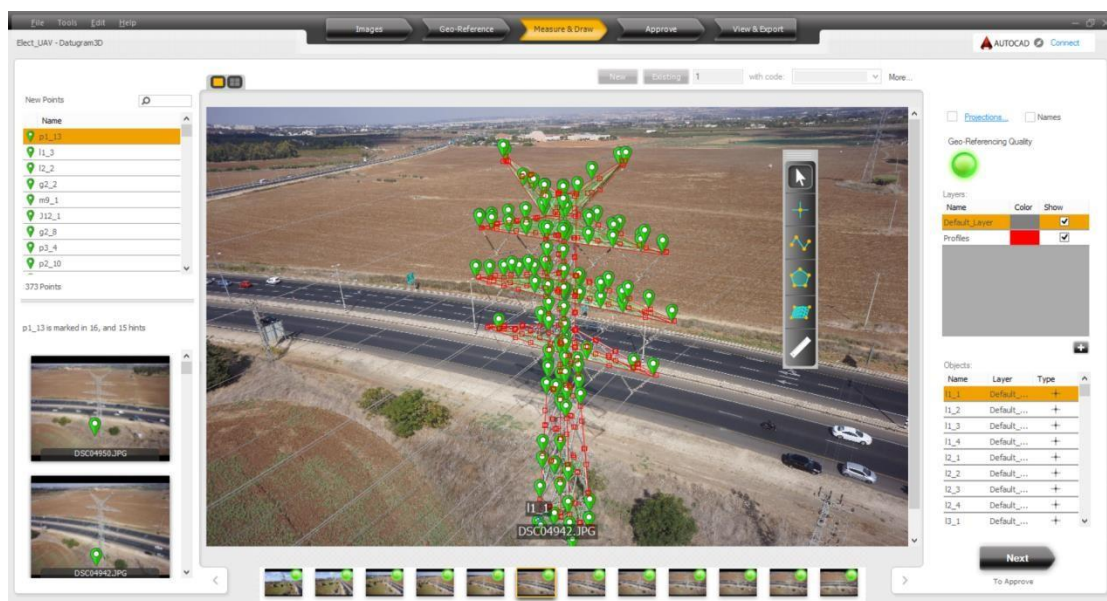 File Tools Edit Help
Images Geo-Reference Measure & Draw Approve View & Export
Elect_UAV - Datugram3D
AUTOCAD Connect
New Existing 1 with code: More...
New Points
Name
p1_13
l1_3
l2_2
g2_2
m9_1
J12_1
g2_8
p3_4
p2_10
373 Points
p1_13 is marked in 16, and 15 hints
DSC04950.JPG
DSC04942.JPG
l1_1
DSC04942.JPG
Projections... Names
Geo-Referencing Quality
Layers:
Name Color Show
Default_Layer
Profiles
Objects:
Name Layer Type
l1_1 Default_...
l1_2 Default_...
l1_3 Default_...
l1_4 Default_...
l2_1 Default_...
l2_2 Default_...
l2_3 Default_...
l2_4 Default_...
l3_1 Default_...
Next
To Approve